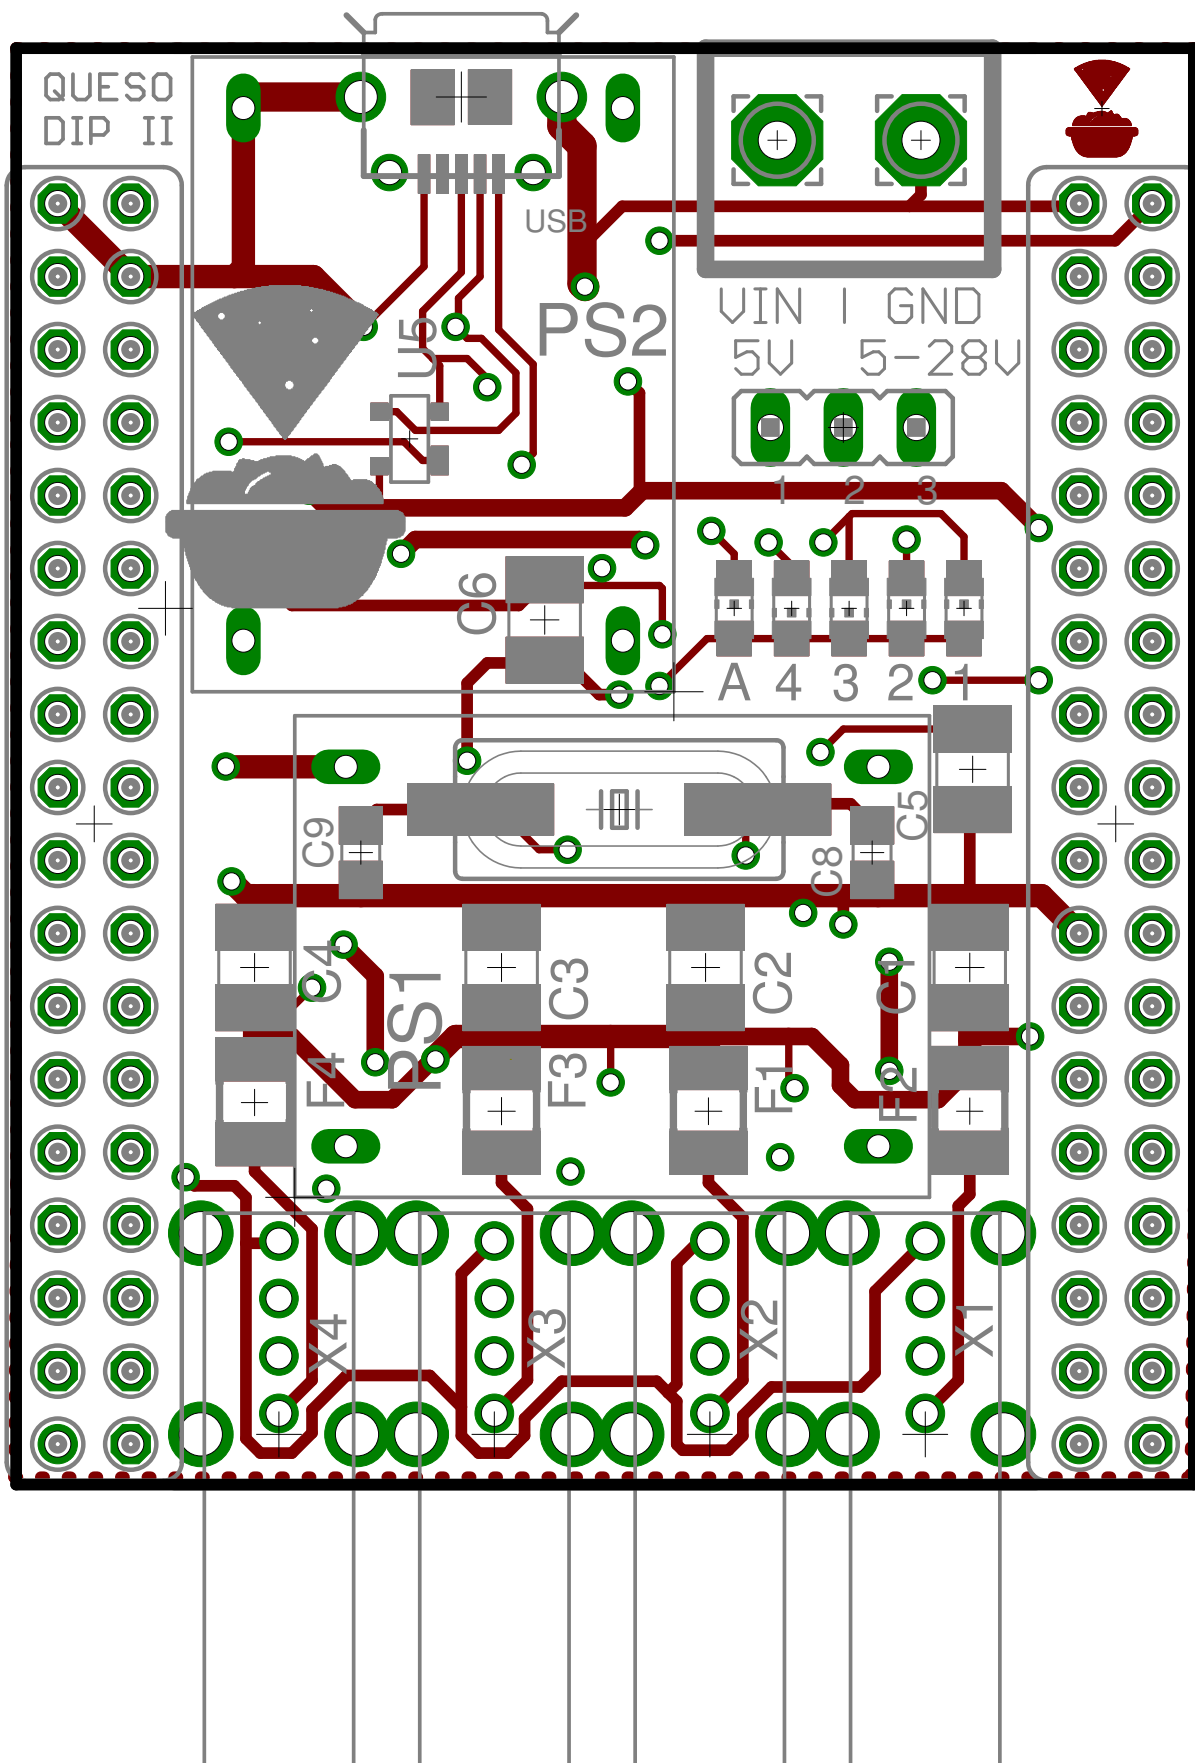 QUESO
DIP II
USB
U5
PS2
VIN | GND
5V 5-28V
1 2 3
C6
A 4 3 2 1
C9
C8
C5
C4
PS1
C3
C2
C1
F4
F3
F1
F2
X4
X3
X2
X1